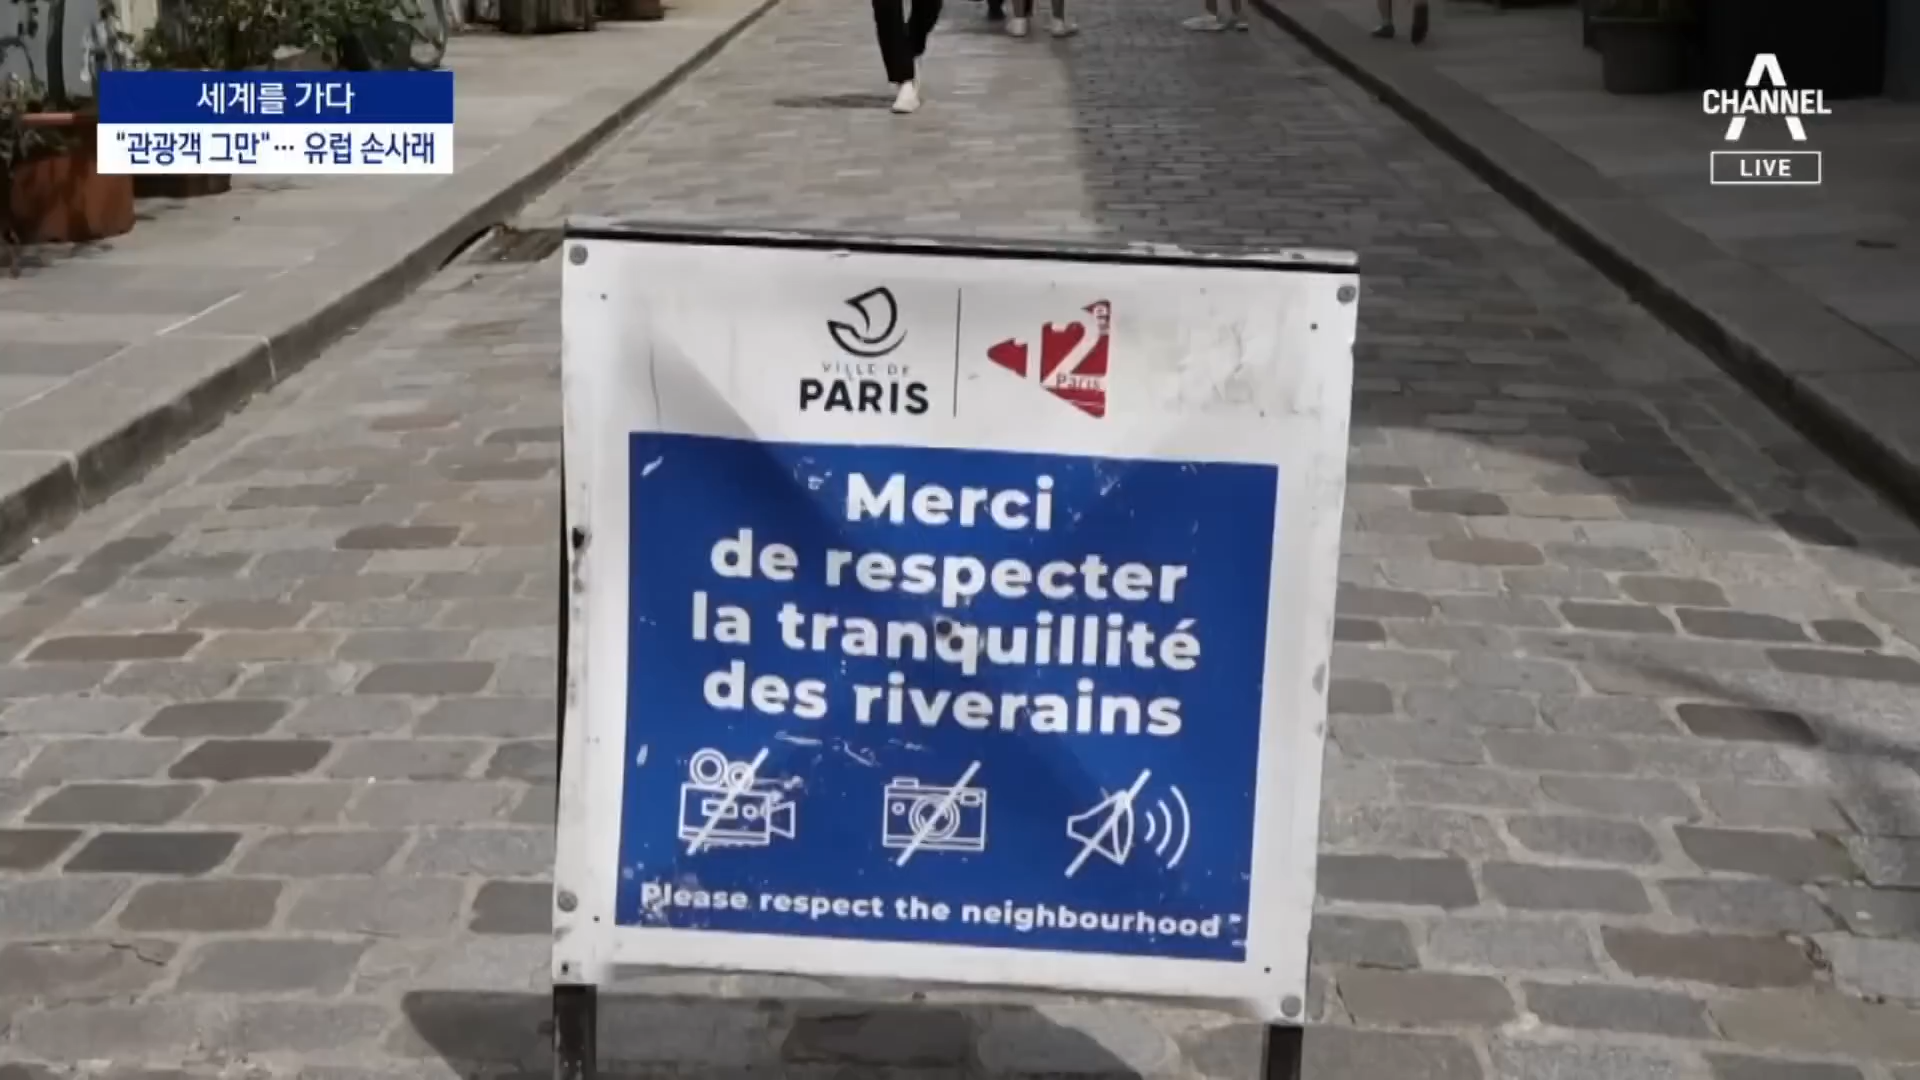 세계를 가다
"관광객 그만"… 유럽 손사래
CHANNEL A
LIVE
VILLE DE
PARIS
12e
Paris
Merci
de respecter
la tranquillité
des riverains
Please respect the neighbourhood